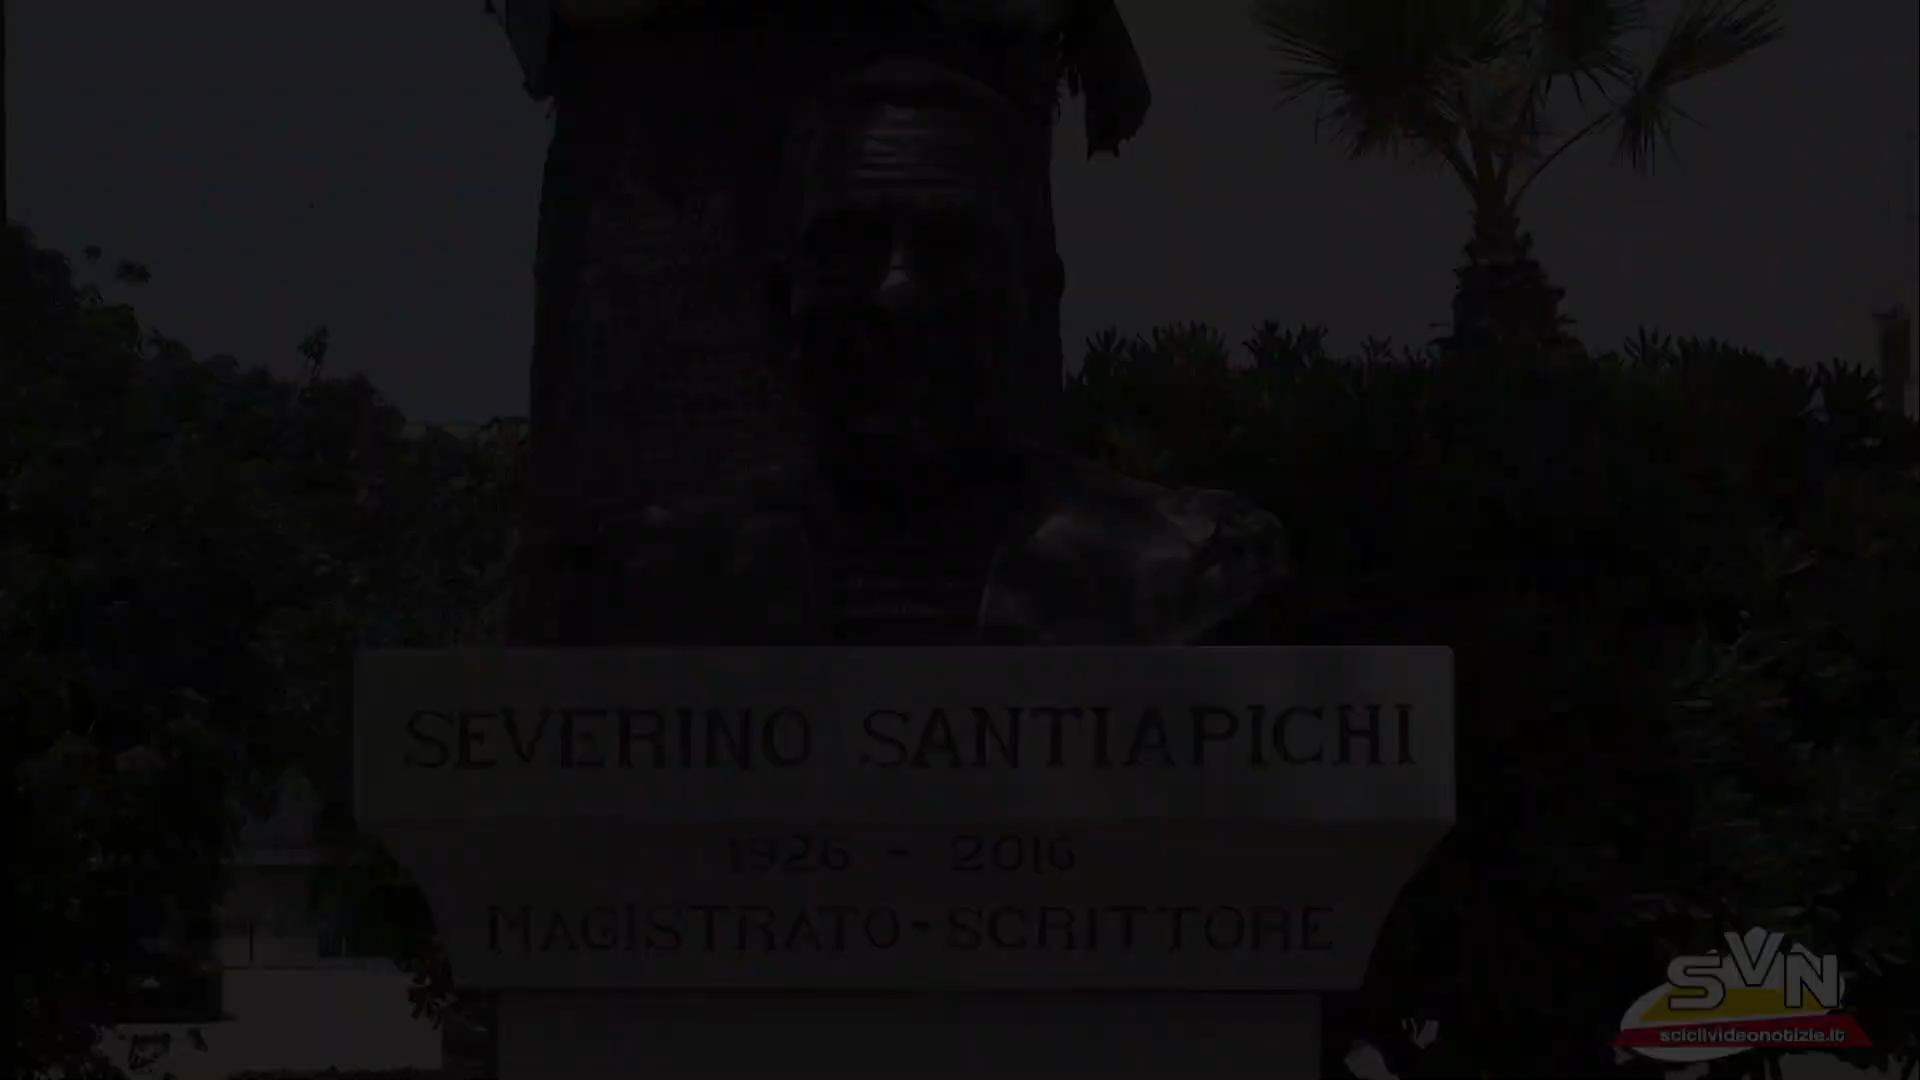 SEVERINO SANTIAPICHI
1926 - 2016
MAGISTRATO-SCRITTORE
SVN
sciclivideonotizie.it